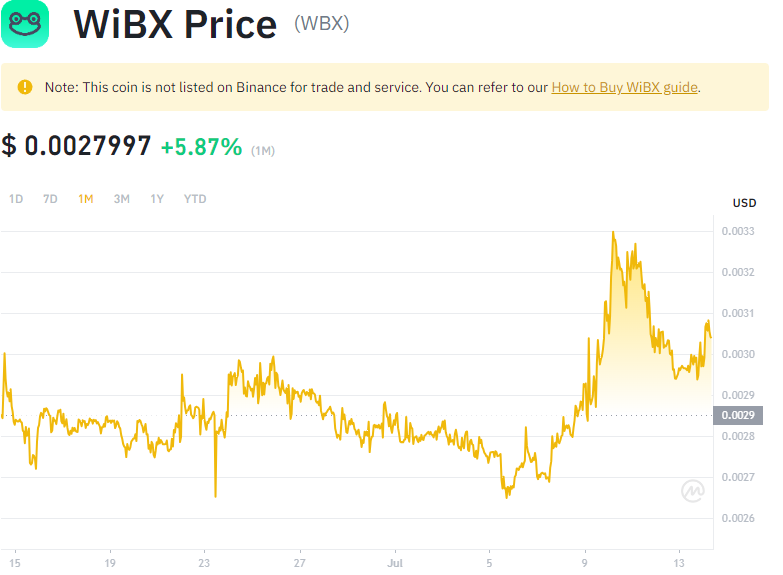 WiBX Price (WBX)
Note: This coin is not listed on Binance for trade and service. You can refer to our How to Buy WiBX guide.
$ 0.0027997 +5.87% (1M)
1D 7D 1M 3M 1Y YTD
USD
0.0033
0.0032
0.0031
0.0030
0.0029
0.0029
0.0028
0.0027
0.0026
15 19 23 27 Jul 5 9 13